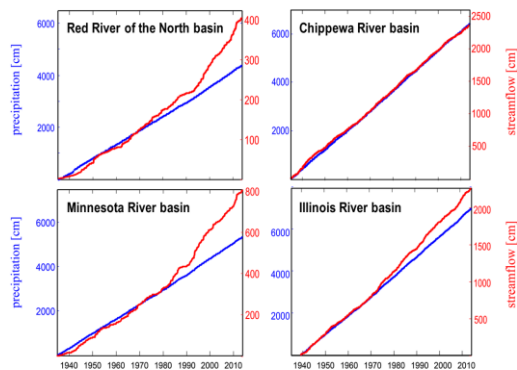 Red River of the North basin
precipitation [cm]
6000
4000
2000
400
300
200
100
Chippewa River basin
6000
4000
2000
2500
2000
1500
1000
500
streamflow [cm]
Minnesota River basin
precipitation [cm]
6000
4000
2000
800
600
400
200
1940 1950 1960 1970 1980 1990 2000 2010
Illinois River basin
6000
4000
2000
2000
1500
1000
500
streamflow [cm]
1940 1950 1960 1970 1980 1990 2000 2010